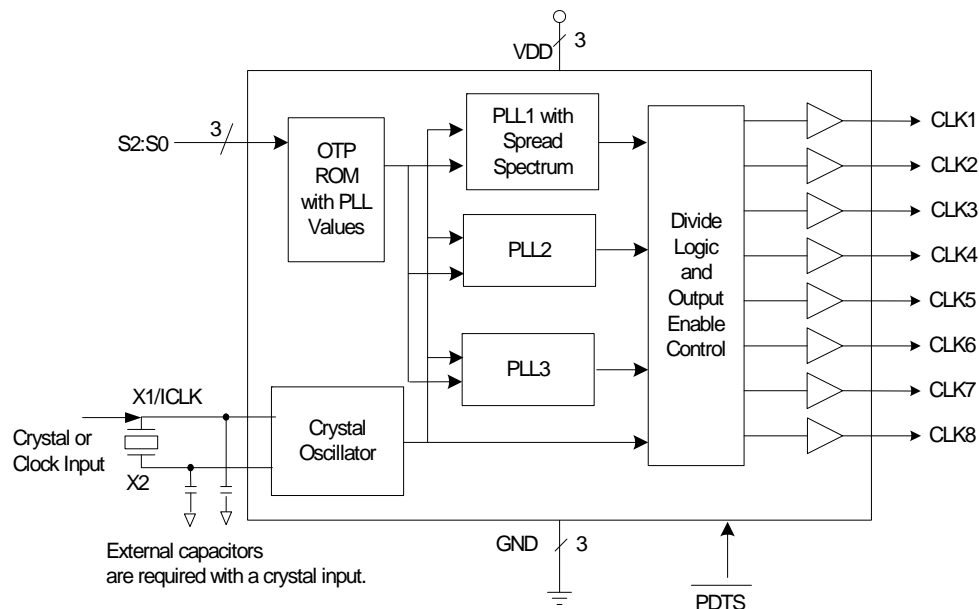 VDD
3
S2:S0
3
OTP
ROM
with PLL
Values
PLL1 with
Spread
Spectrum
PLL2
PLL3
Divide
Logic
and
Output
Enable
Control
CLK1
CLK2
CLK3
CLK4
CLK5
CLK6
CLK7
CLK8
X1/ICLK
Crystal or
Clock Input
X2
Crystal
Oscillator
External capacitors
are required with a crystal input.
GND
3
PDTS